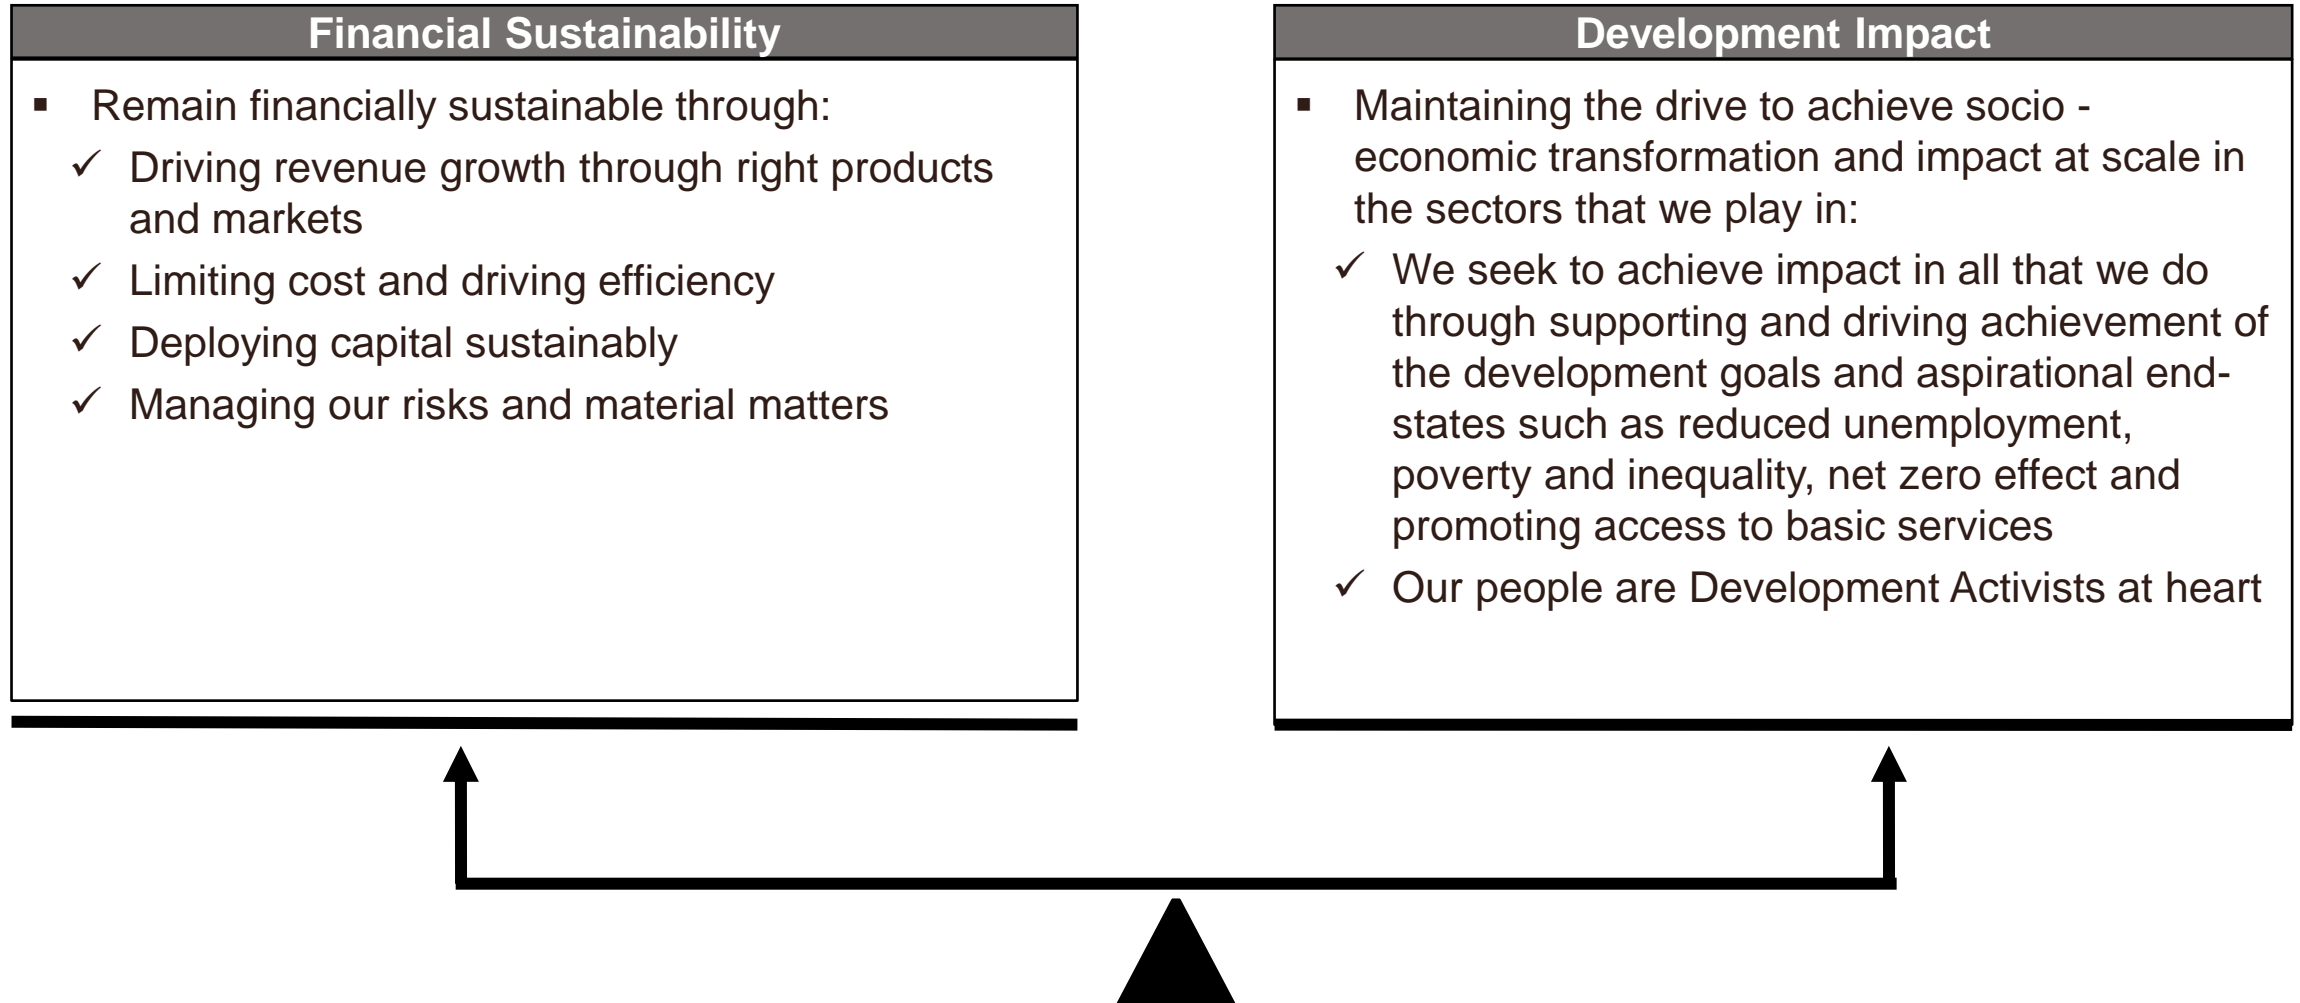 Financial Sustainability
▪ Remain financially sustainable through:
✓ Driving revenue growth through right products
and markets
✓ Limiting cost and driving efficiency
✓ Deploying capital sustainably
✓ Managing our risks and material matters
Development Impact
▪ Maintaining the drive to achieve socio -
economic transformation and impact at scale in
the sectors that we play in:
✓ We seek to achieve impact in all that we do
through supporting and driving achievement of
the development goals and aspirational end-
states such as reduced unemployment,
poverty and inequality, net zero effect and
promoting access to basic services
✓ Our people are Development Activists at heart